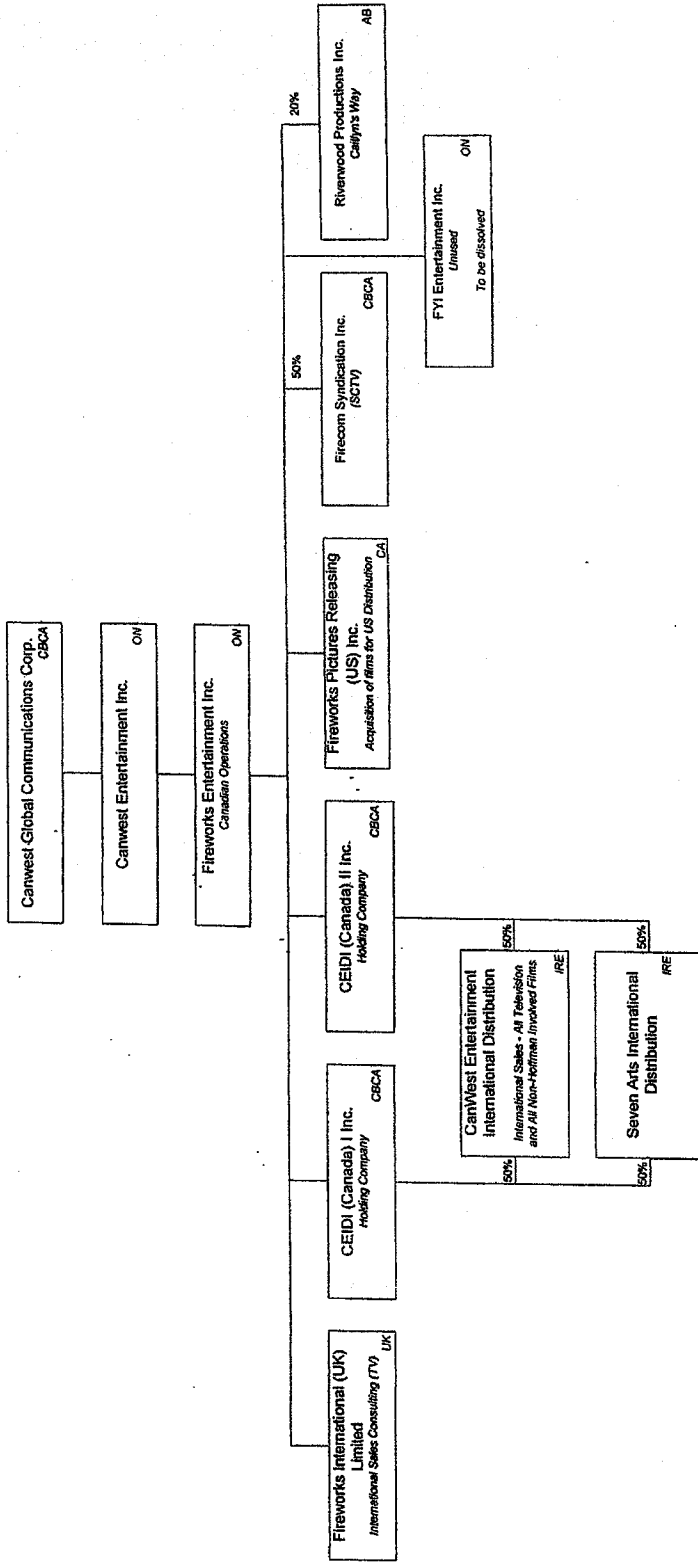 Canwest Global Communications Corp.
CBCA
Canwest Entertainment Inc.
ON
Fireworks Entertainment Inc.
Canadian Operations
ON
Fireworks International (UK)
Limited
International Sales Consulting (TV)
UK
CEIDI (Canada) I Inc.
Holding Company
CBCA
CEIDI (Canada) II Inc.
Holding Company
CBCA
Fireworks Pictures Releasing
(US) Inc.
Acquisition of films for US Distribution
CA
50%
Firecom Syndication Inc.
(SCTV)
CBCA
20%
Riverwood Productions Inc.
Caitlyn's Way
AB
FYI Entertainment Inc.
Unused
To be dissolved
ON
50%
CanWest Entertainment
International Distribution
International Sales - All Television
and All Non-Hoffman Involved Films
IRE
50%
50%
Seven Arts International
Distribution
IRE
50%